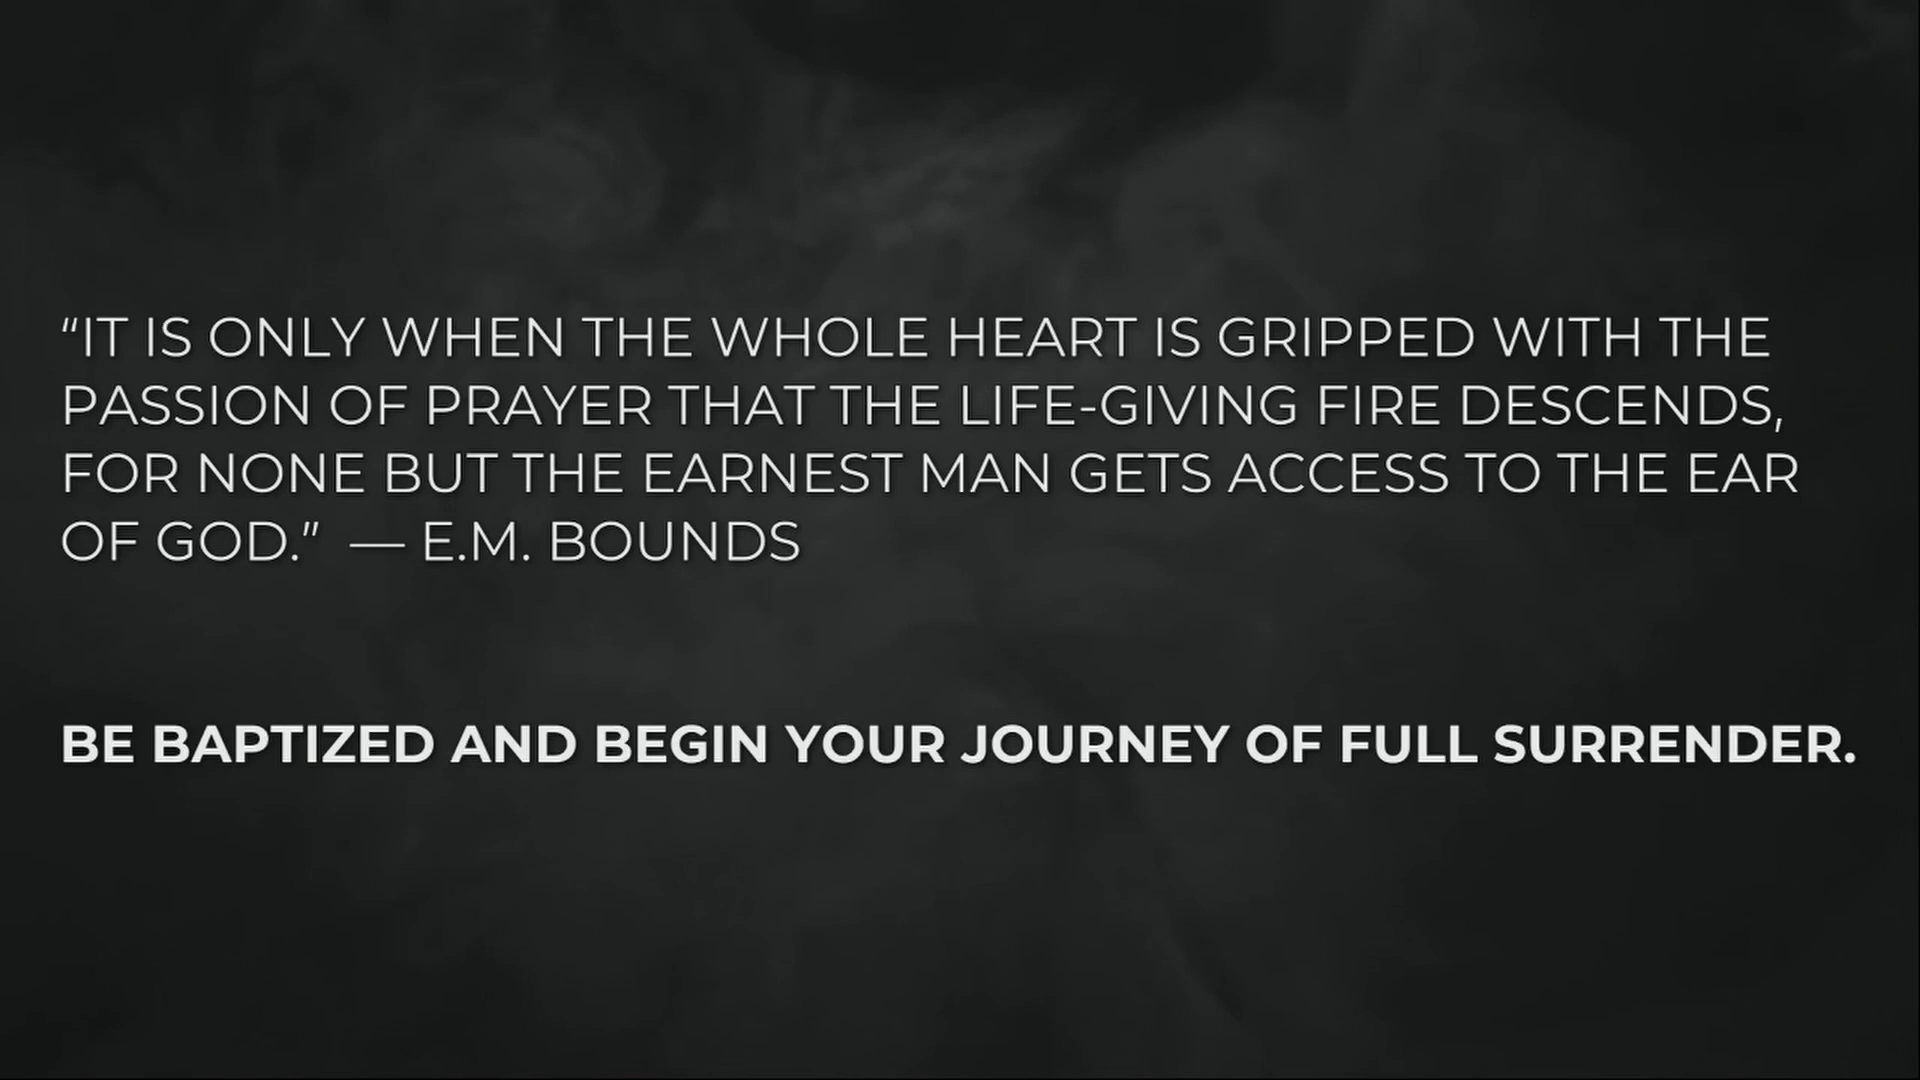 “IT IS ONLY WHEN THE WHOLE HEART IS GRIPPED WITH THE
PASSION OF PRAYER THAT THE LIFE-GIVING FIRE DESCENDS,
FOR NONE BUT THE EARNEST MAN GETS ACCESS TO THE EAR
OF GOD.” — E.M. BOUNDS
BE BAPTIZED AND BEGIN YOUR JOURNEY OF FULL SURRENDER.